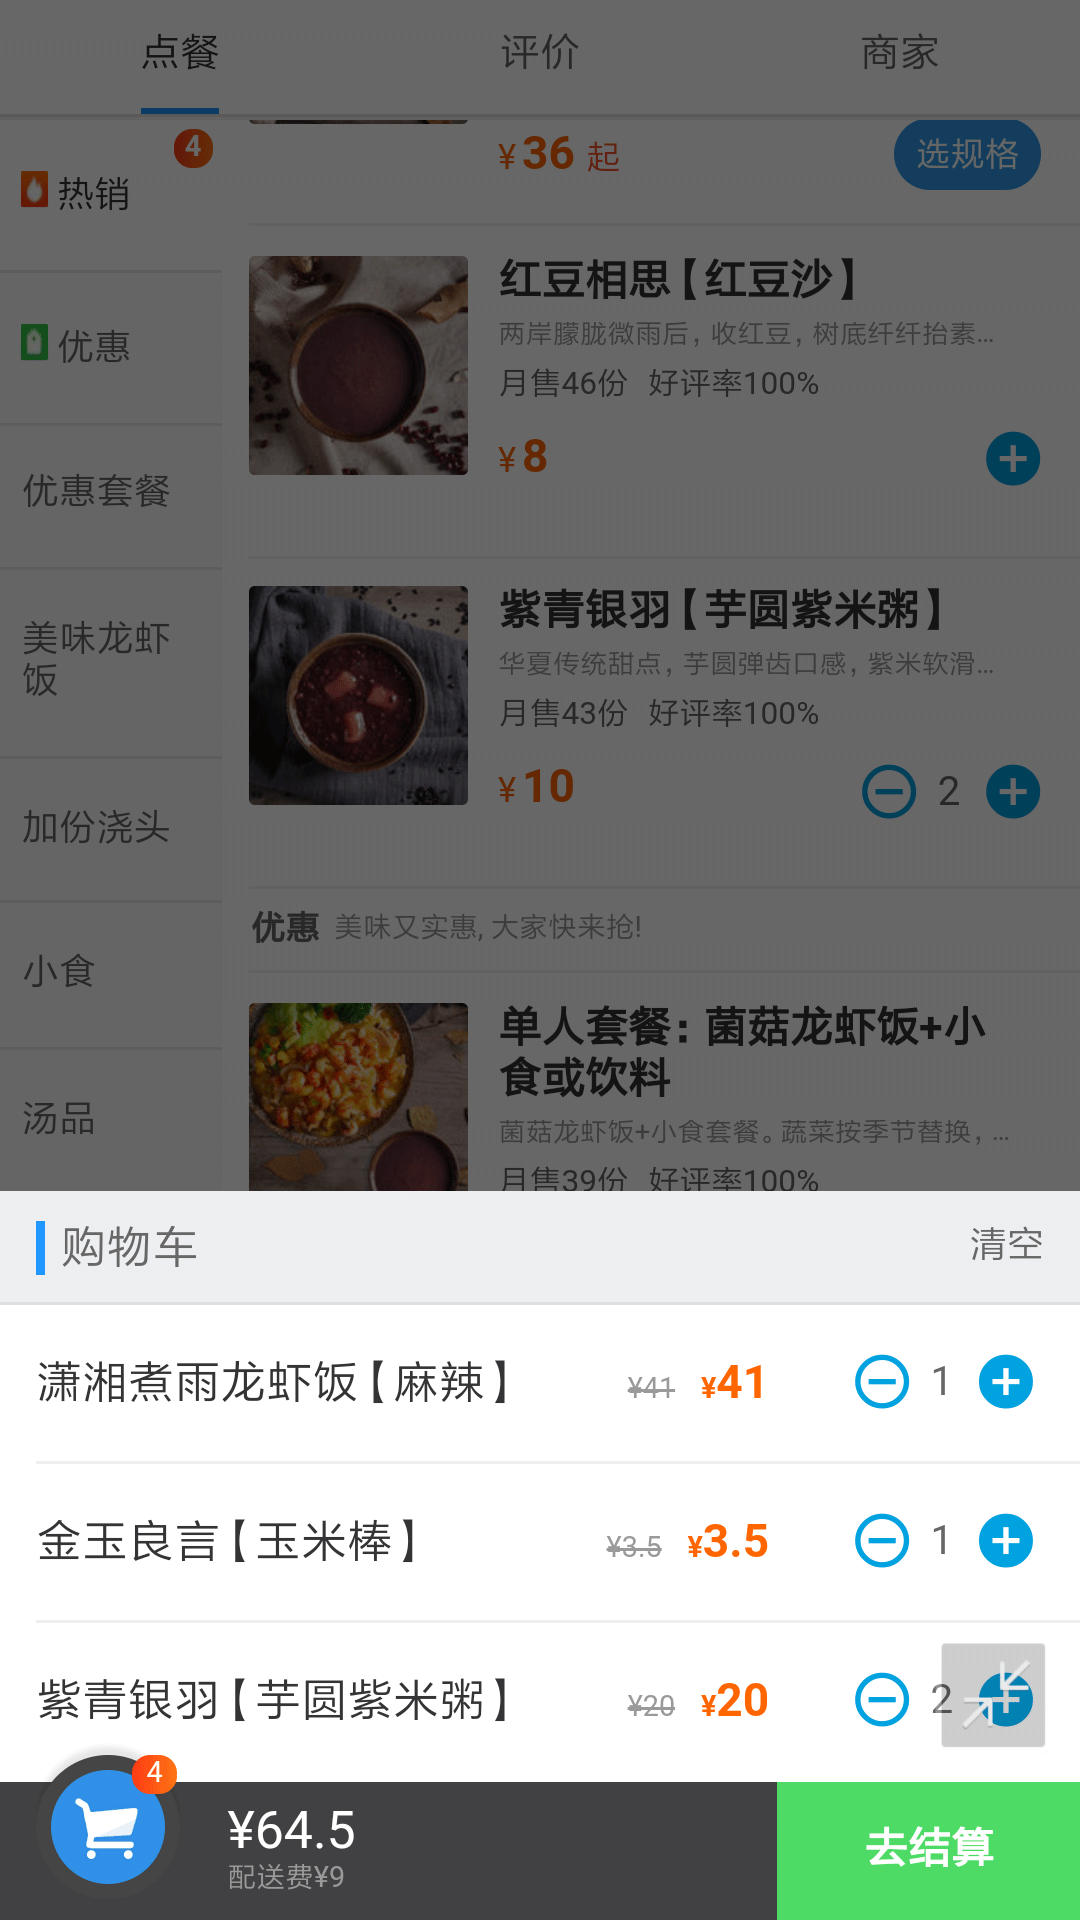 点餐
评价
商家
4
热销
优惠
优惠套餐
美味龙虾
饭
加份浇头
小食
汤品
¥36 起
选规格
红豆相思【红豆沙】
两岸朦胧微雨后，收红豆，树底纤纤抬素...
月售46份 好评率100%
¥8
紫青银羽【芋圆紫米粥】
华夏传统甜点，芋圆弹齿口感，紫米软滑...
月售43份 好评率100%
¥10
2
优惠 美味又实惠, 大家快来抢!
单人套餐：菌菇龙虾饭+小
食或饮料
菌菇龙虾饭+小食套餐。蔬菜按季节替换，...
月售39份 好评率100%
购物车
清空
潇湘煮雨龙虾饭【麻辣】 ¥41 ¥41 1
金玉良言【玉米棒】 ¥3.5 ¥3.5 1
紫青银羽【芋圆紫米粥】 ¥20 ¥20 2
4
¥64.5
配送费¥9
去结算